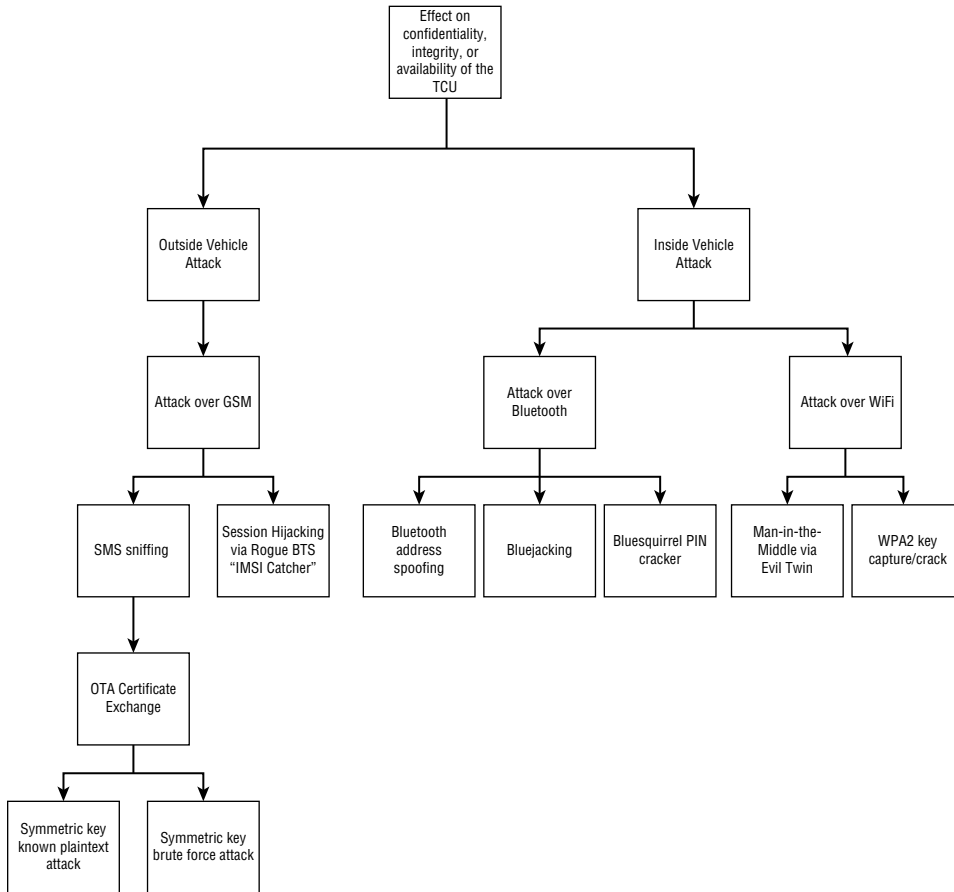 Effect on
confidentiality,
integrity, or
availability of the
TCU
Outside Vehicle
Attack
Inside Vehicle
Attack
Attack over GSM
Attack over
Bluetooth
Attack over WiFi
SMS sniffing
Session Hijacking
via Rogue BTS
“IMSI Catcher”
Bluetooth
address
spoofing
Bluejacking
Bluesquirrel PIN
cracker
Man-in-the-
Middle via
Evil Twin
WPA2 key
capture/crack
OTA Certificate
Exchange
Symmetric key
known plaintext
attack
Symmetric key
brute force attack